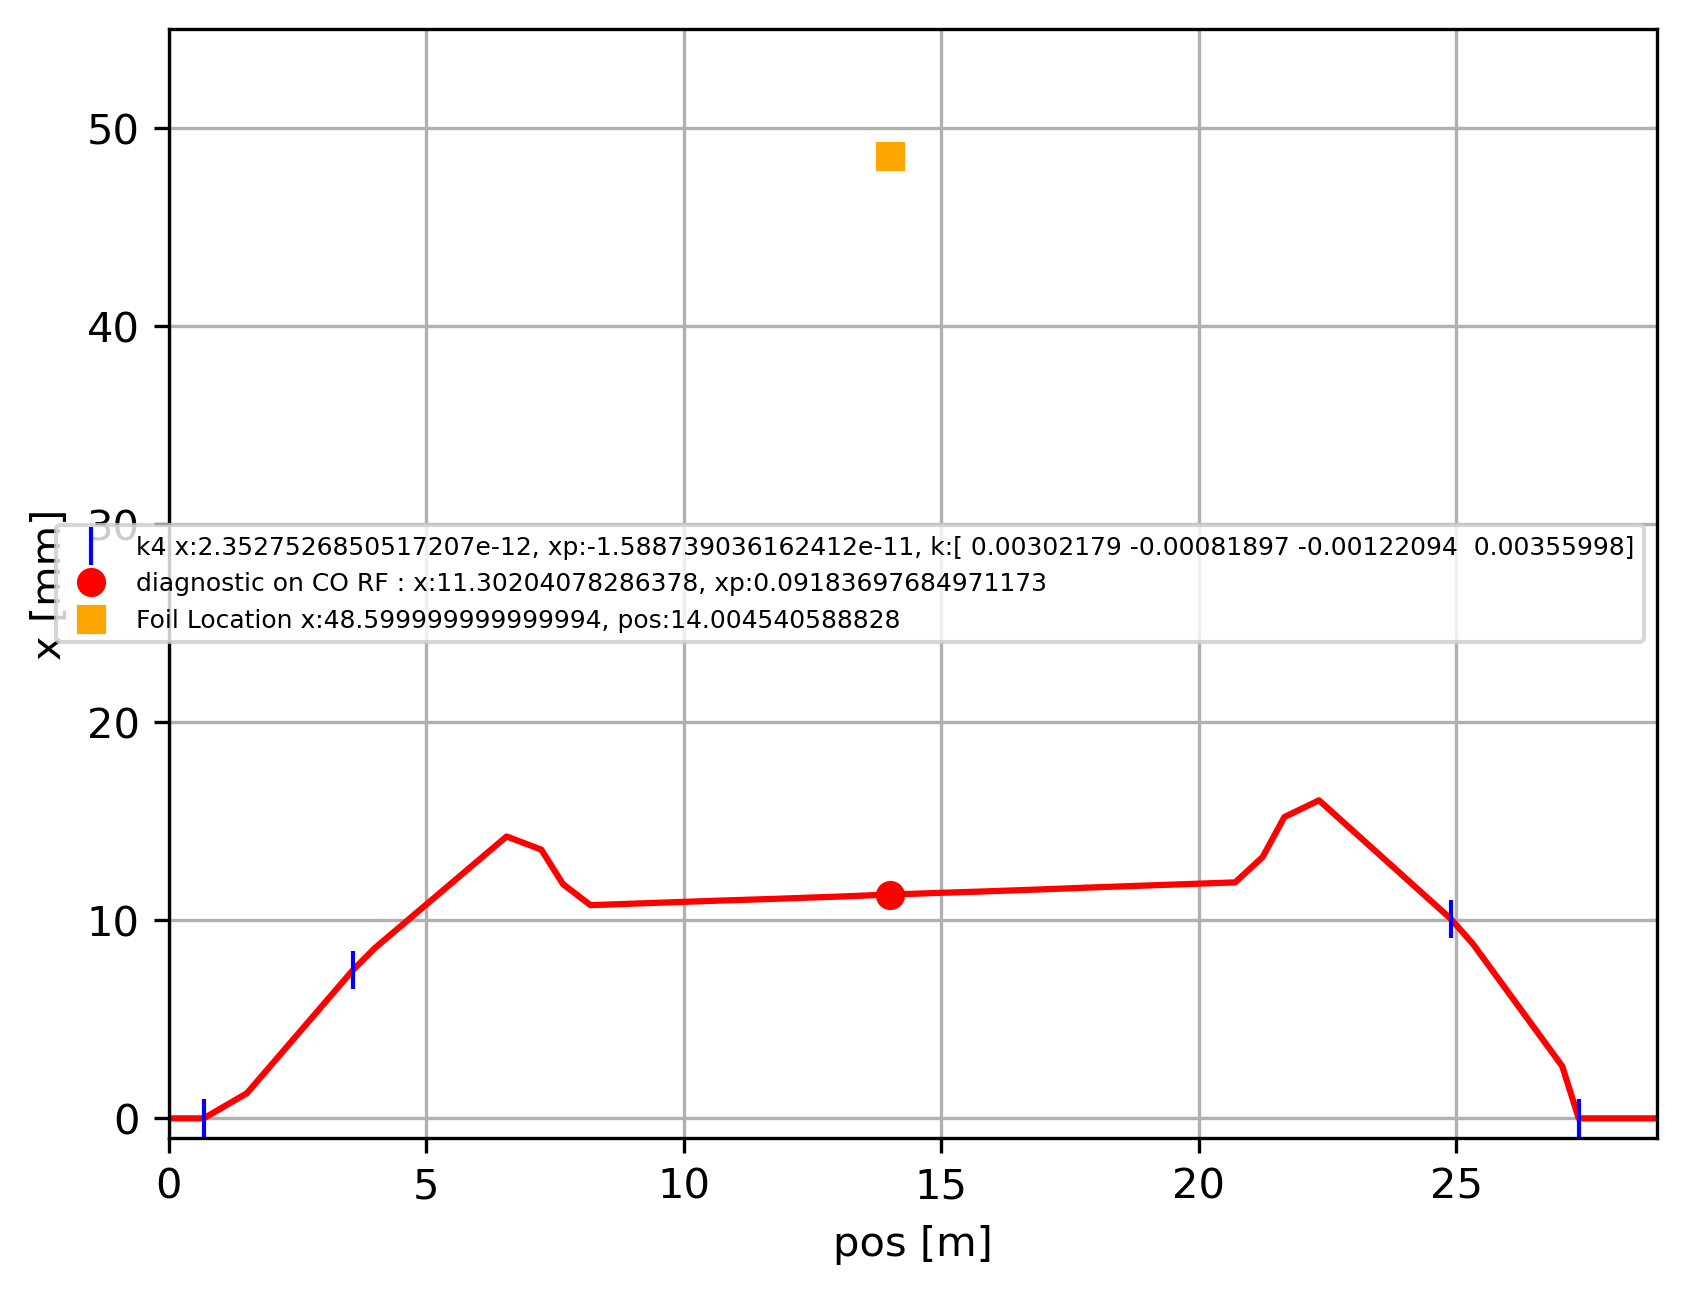 50
40
30
20
10
0
x [mm]
k4 x:2.3527526850517207e-12, xp:-1.588739036162412e-11, k:[ 0.00302179 -0.00081897 -0.00122094  0.00355998]
diagnostic on CO RF : x:11.30204078286378, xp:0.09183697684971173
Foil Location x:48.599999999999994, pos:14.004540588828
0 5 10 15 20 25
pos [m]